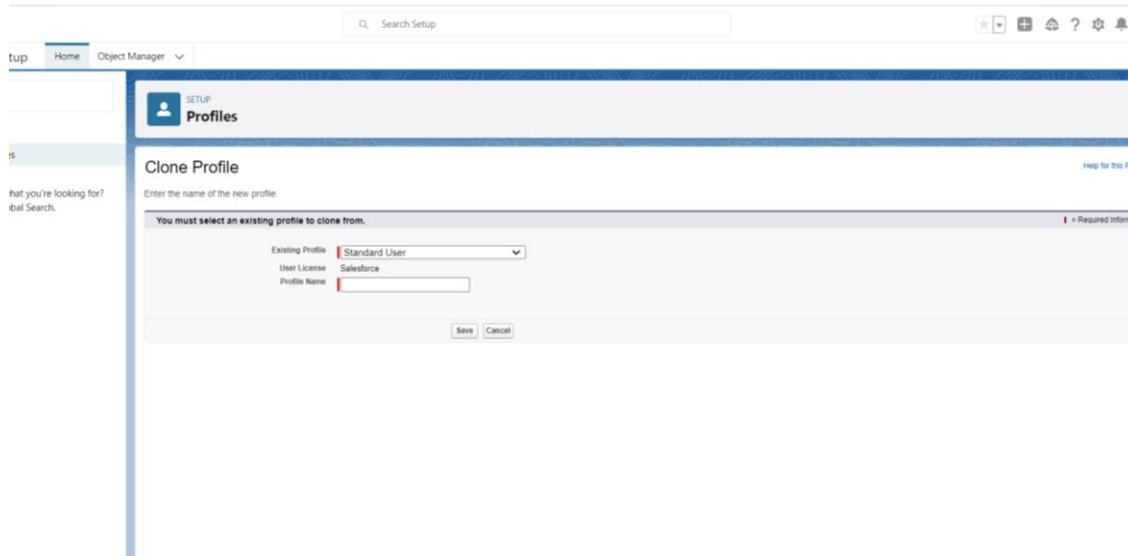 Search Setup
tup Home Object Manager
SETUP
Profiles
es
Clone Profile
Help for this P
hat you're looking for?
obal Search.
Enter the name of the new profile.
You must select an existing profile to clone from.
= Required Inform
Existing Profile Standard User
User License Salesforce
Profile Name
Save Cancel